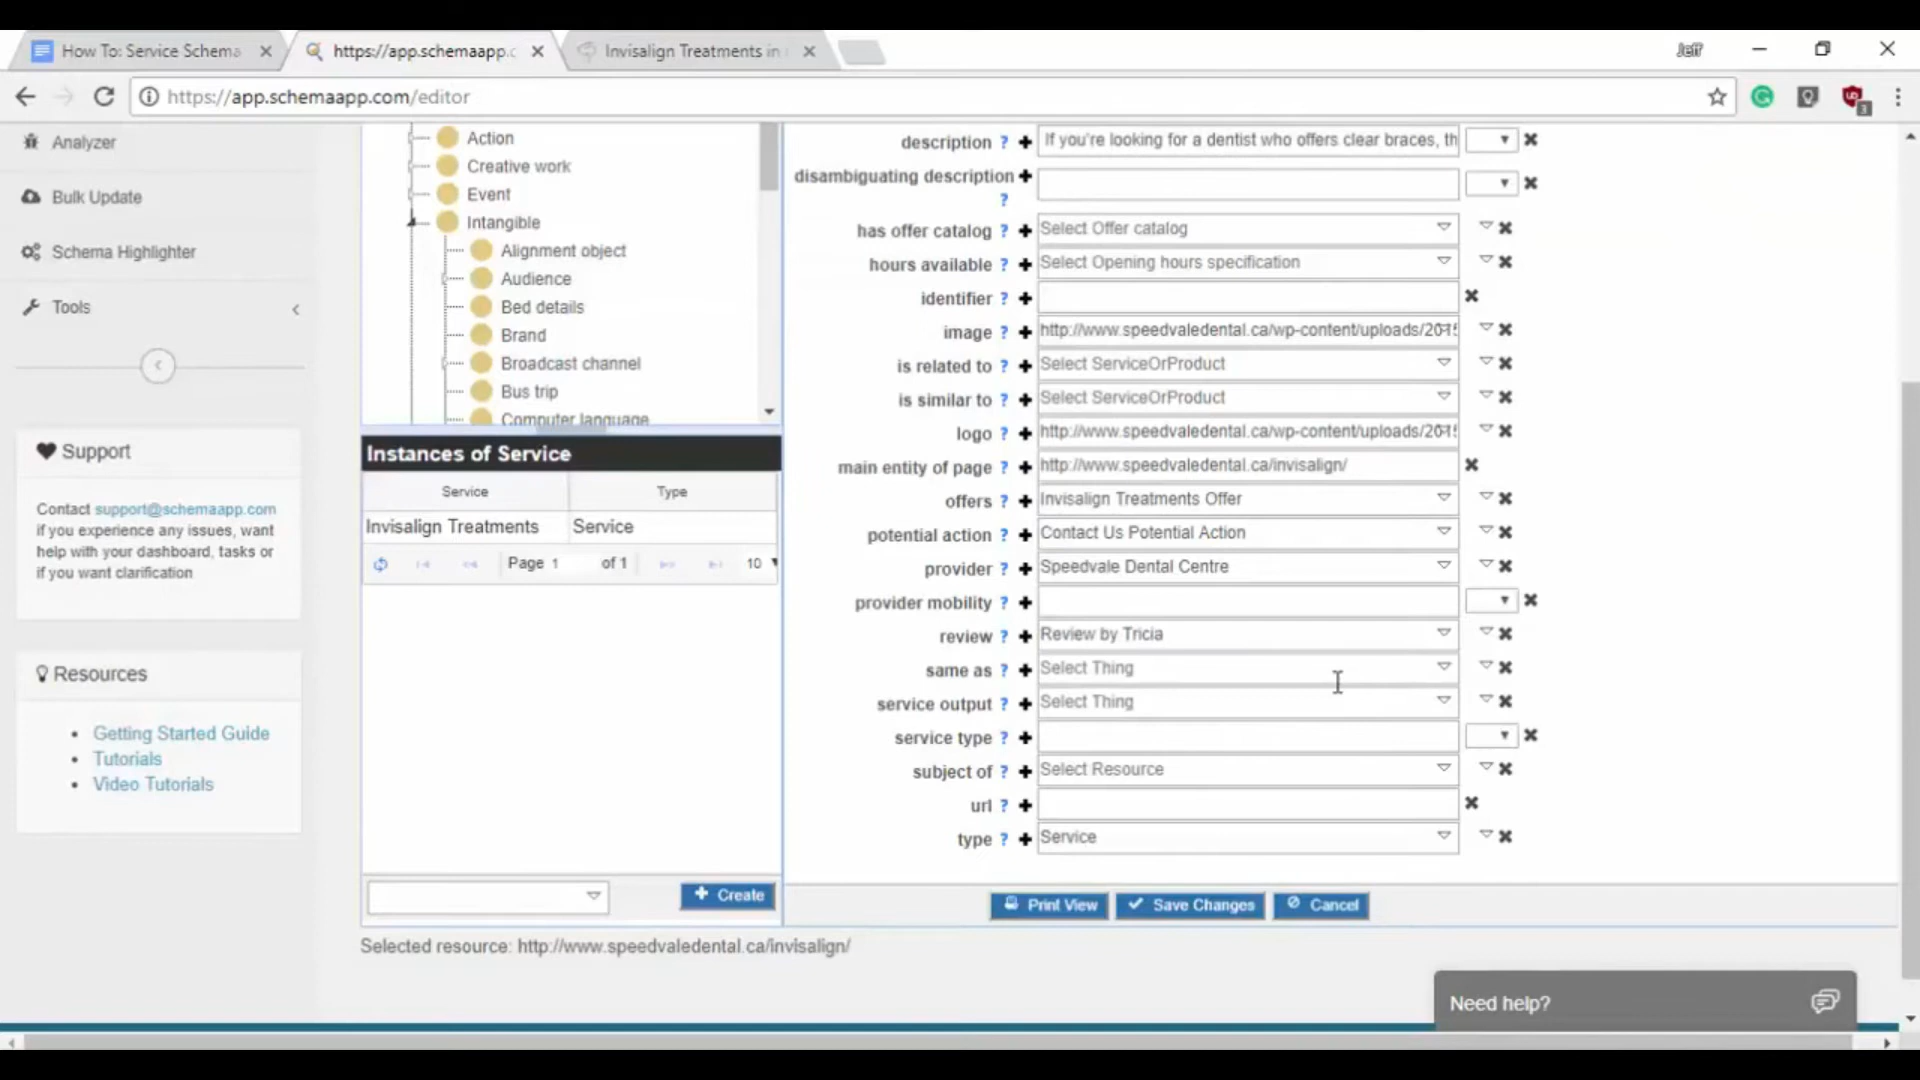 How To: Service Schema
https://app.schemaapp.c
Invisalign Treatments in
Jeff
https://app.schemaapp.com/editor
3
Analyzer
Bulk Update
Schema Highlighter
Tools
Support
Contact support@schemaapp.com
if you experience any issues, want
help with your dashboard, tasks or
if you want clarification
Resources
Getting Started Guide
Tutorials
Video Tutorials
Action
Creative work
Event
Intangible
Alignment object
Audience
Bed details
Brand
Broadcast channel
Bus trip
Computer language
Instances of Service
Service Type
Invisalign Treatments Service
Page 1 of 1 10
Create
description ? If you're looking for a dentist who offers clear braces, th
disambiguating description
?
has offer catalog ? Select Offer catalog
hours available ? Select Opening hours specification
identifier ?
image ? http://www.speedvaledental.ca/wp-content/uploads/201
is related to ? Select ServiceOrProduct
is similar to ? Select ServiceOrProduct
logo ? http://www.speedvaledental.ca/wp-content/uploads/201
main entity of page ? http://www.speedvaledental.ca/invisalign/
offers ? Invisalign Treatments Offer
potential action ? Contact Us Potential Action
provider ? Speedvale Dental Centre
provider mobility ?
review ? Review by Tricia
same as ? Select Thing
service output ? Select Thing
service type ?
subject of ? Select Resource
url ?
type ? Service
Print View Save Changes Cancel
Selected resource: http://www.speedvaledental.ca/invisalign/
Need help?